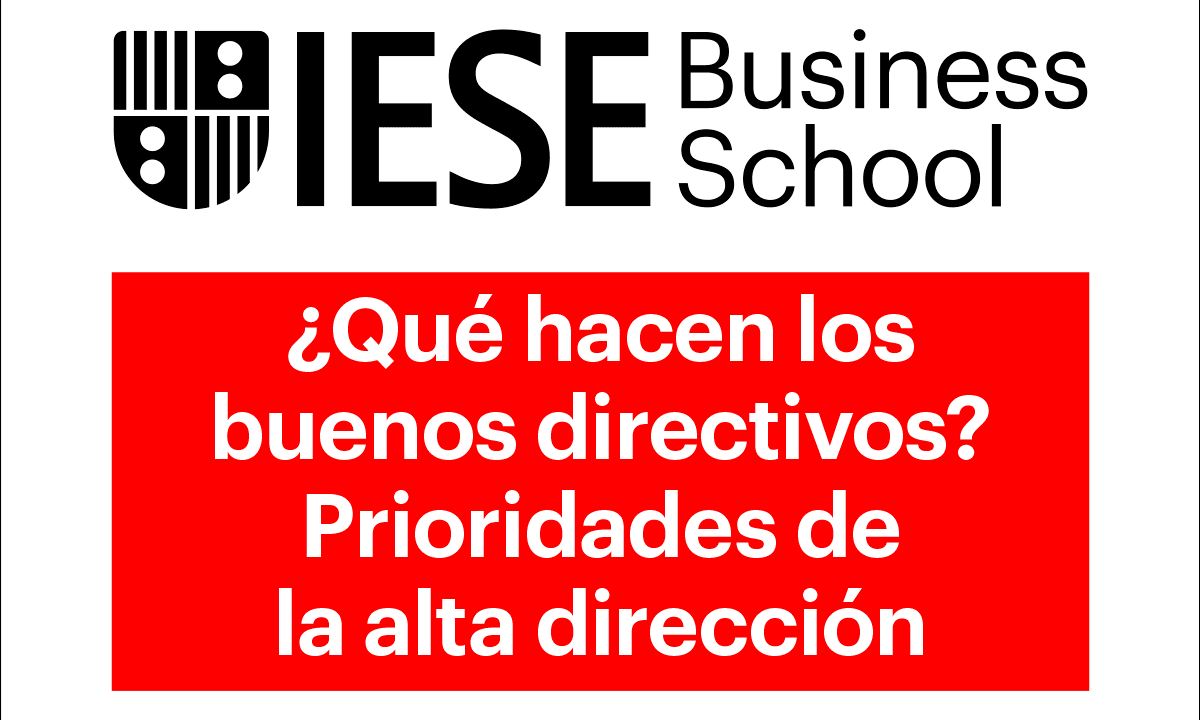 IESE Business
School
¿Qué hacen los
buenos directivos?
Prioridades de
la alta dirección